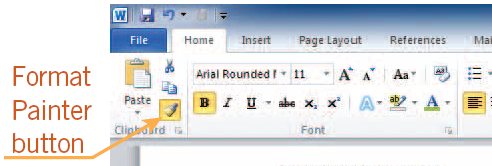 W
File Home Insert Page Layout References Mai
Format
Painter
button
Arial Rounded 11 A A Aa
Paste B I U abc x₂ x² A ab A
Clipboard Font